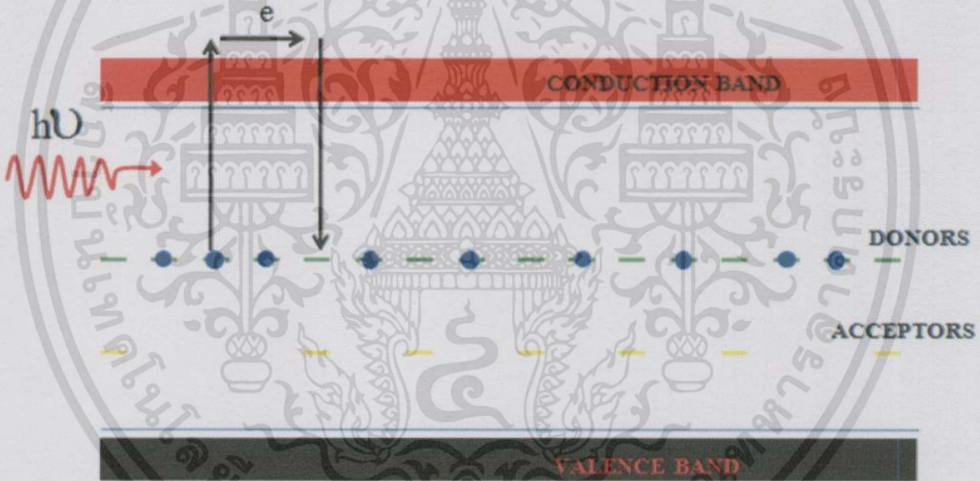 e
CONDUCTION BAND
hυ
DONORS
ACCEPTORS
VALENCE BAND